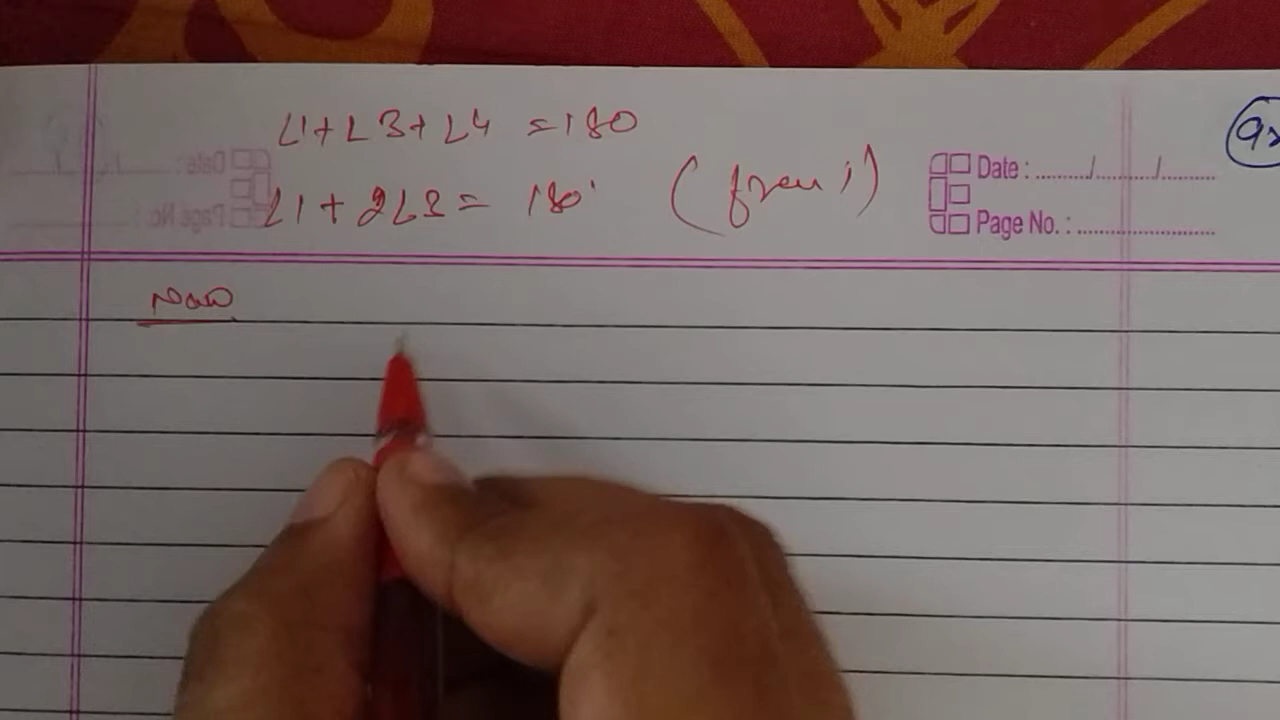 ∠1+∠3+∠4 =180
∠1 + 2∠3 = 180° (from i)
Date : ........../........../..........
Page No. : ..............................
Now